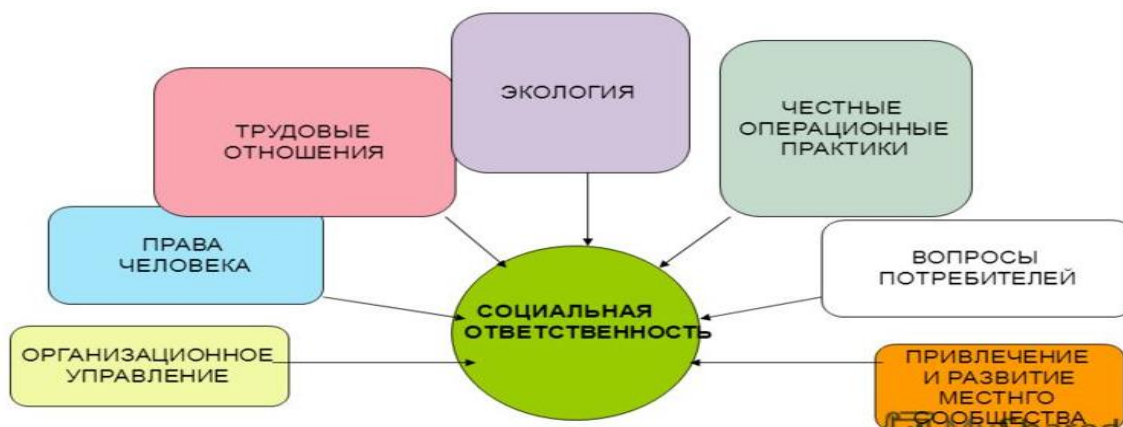 ЭКОЛОГИЯ
ТРУДОВЫЕ
ОТНОШЕНИЯ
ЧЕСТНЫЕ
ОПЕРАЦИОННЫЕ
ПРАКТИКИ
ПРАВА
ЧЕЛОВЕКА
ВОПРОСЫ
ПОТРЕБИТЕЛЕЙ
СОЦИАЛЬНАЯ
ОТВЕТСТВЕННОСТЬ
ОРГАНИЗАЦИОННОЕ
УПРАВЛЕНИЕ
ПРИВЛЕЧЕНИЕ
И РАЗВИТИЕ
МЕСТНГО
СООБЩЕСТВА